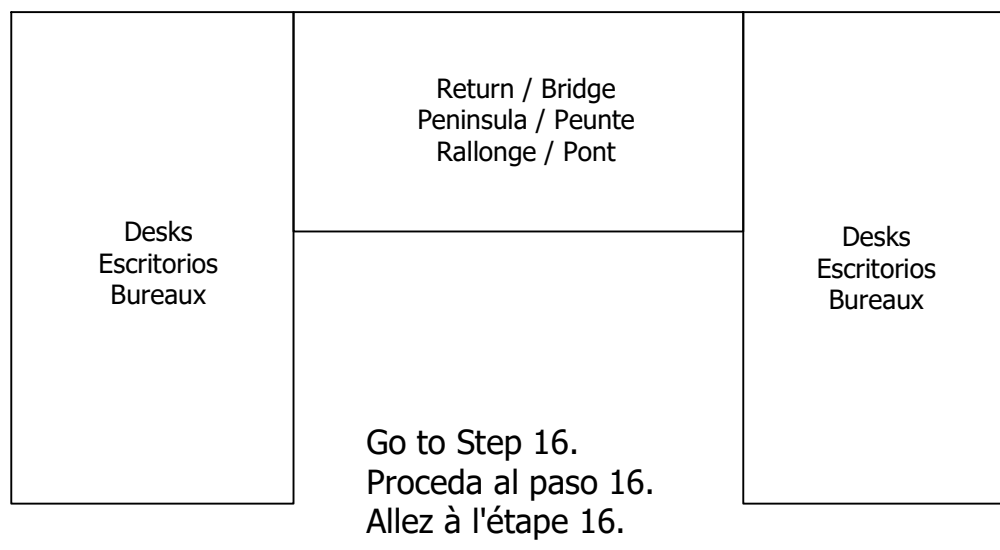 Return / Bridge
Peninsula / Peunte
Rallonge / Pont
Desks
Escritorios
Bureaux
Desks
Escritorios
Bureaux
Go to Step 16.
Proceda al paso 16.
Allez à l'étape 16.